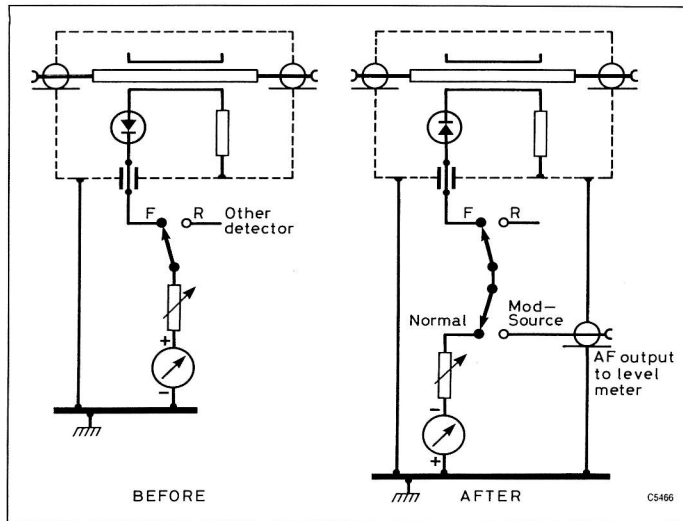 F
R
Other
detector
+
−
BEFORE
F
R
Normal
Mod—
Source
AF output
to level
meter
−
+
AFTER
C5466